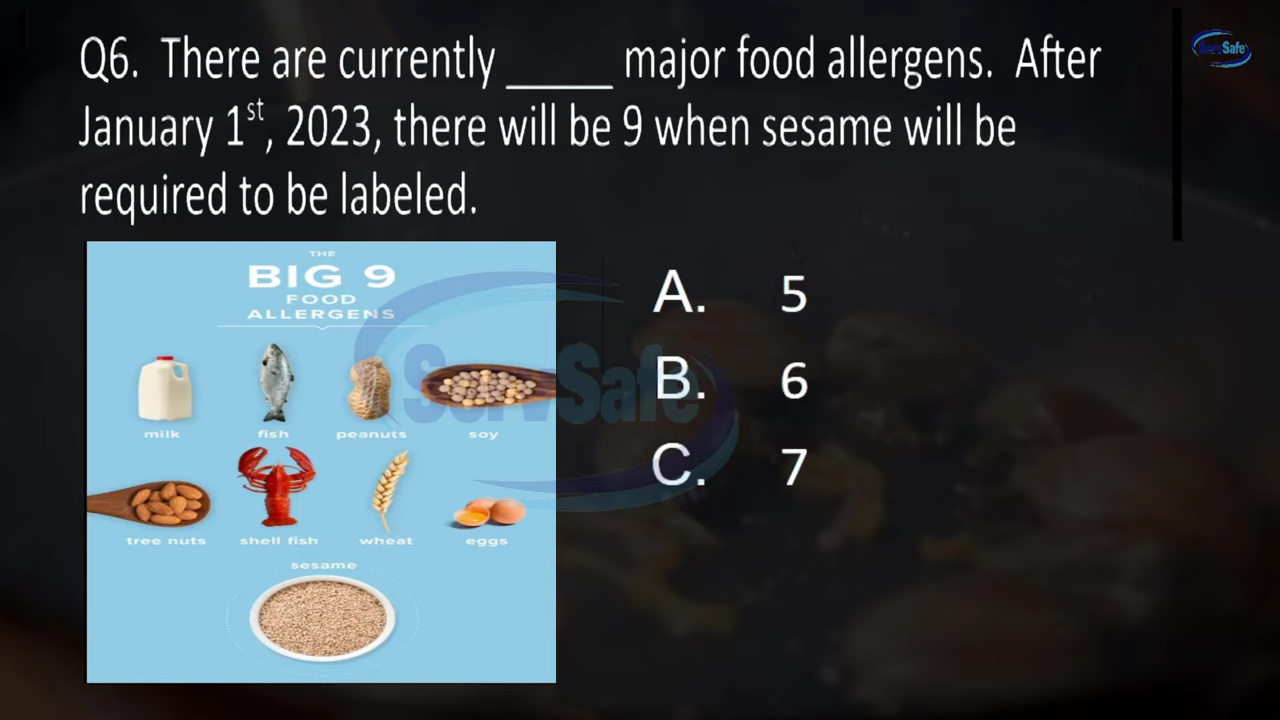 Q6. There are currently _____ major food allergens. After
January 1st, 2023, there will be 9 when sesame will be
required to be labeled.
ServSafe
THE
BIG 9
FOOD
ALLERGENS
milk fish peanuts soy
tree nuts shell fish wheat eggs
sesame
ServSafe
A. 5
B. 6
C. 7